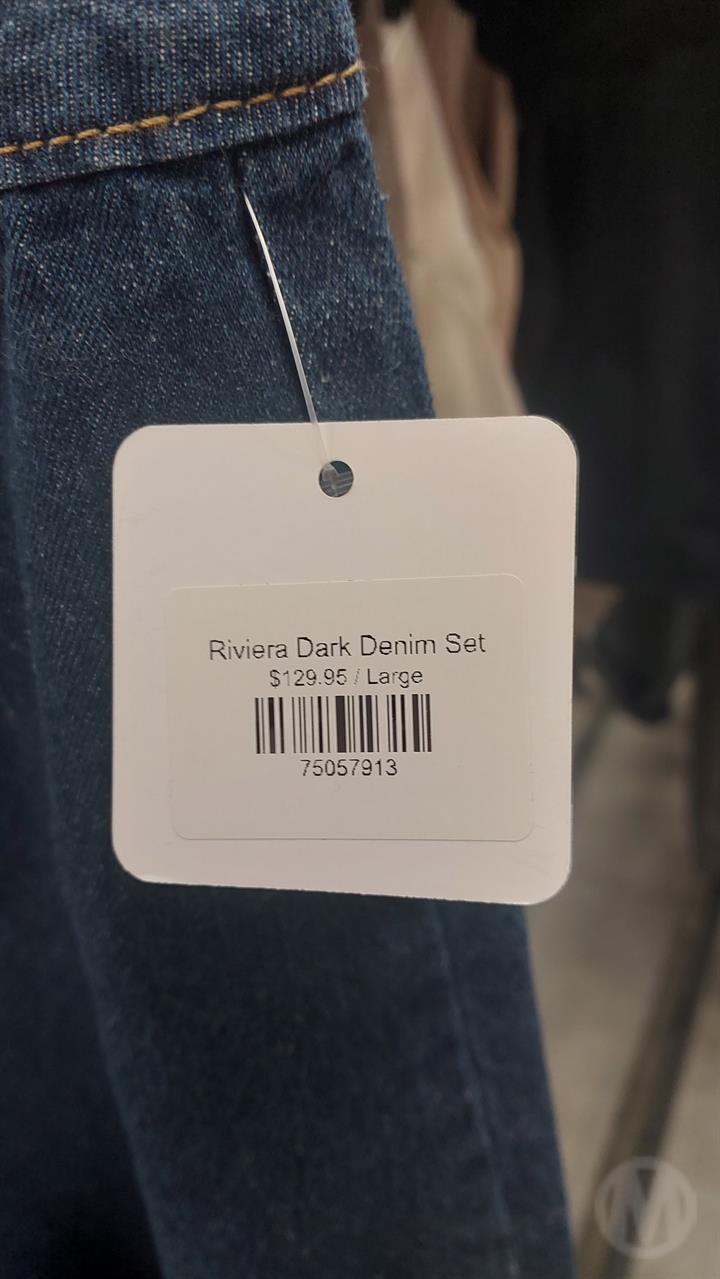 Riviera Dark Denim Set
$129.95 / Large
75057913
M